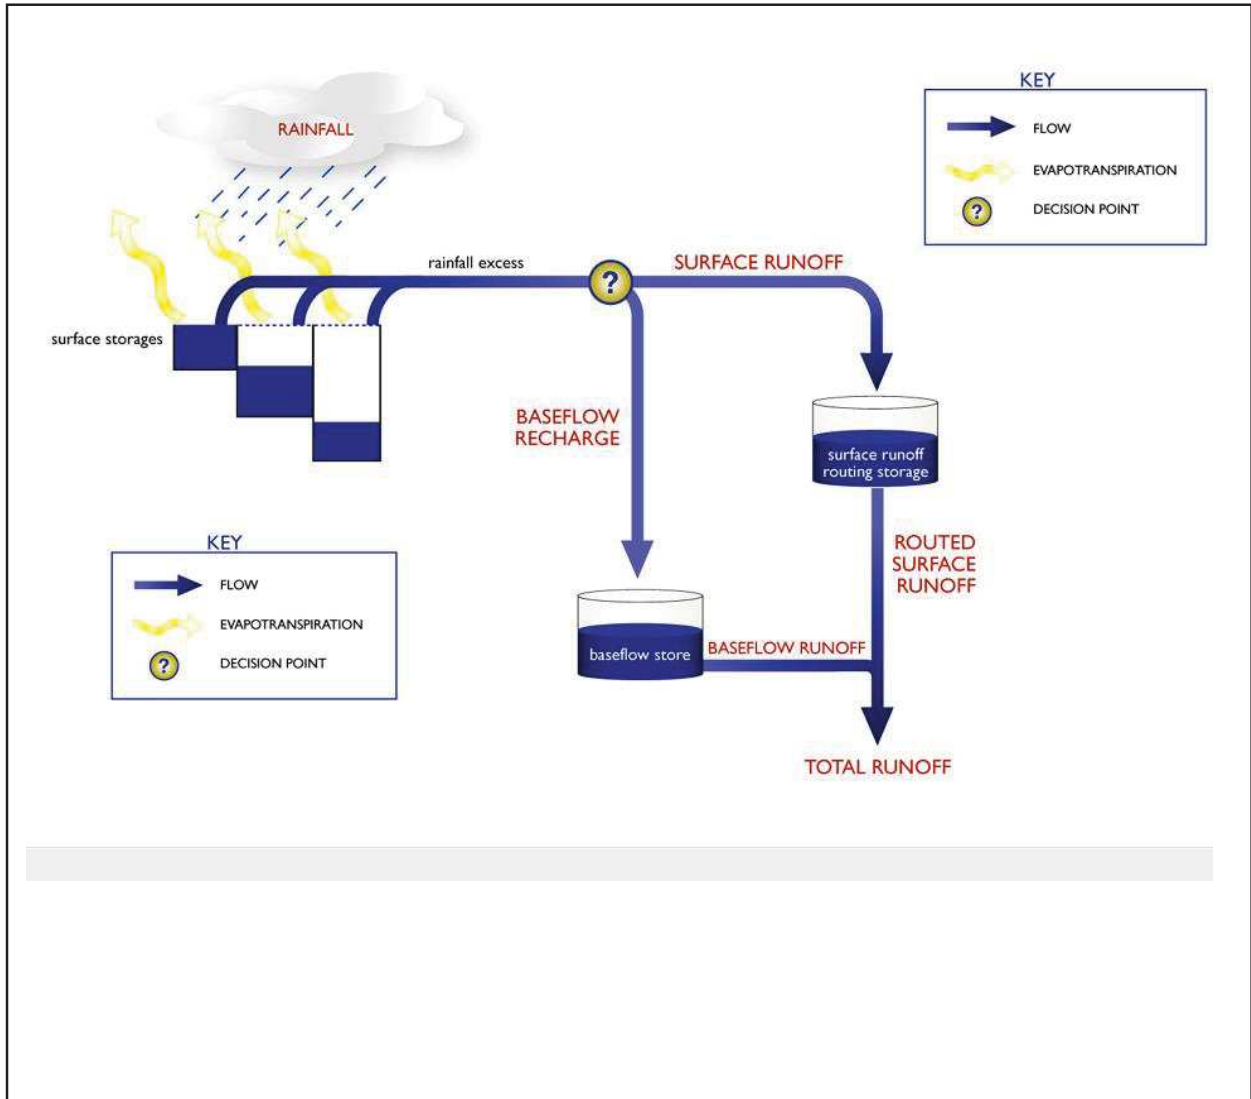 KEY
FLOW
EVAPOTRANSPIRATION
?
DECISION POINT
RAINFALL
rainfall excess
?
SURFACE RUNOFF
surface storages
BASEFLOW
RECHARGE
surface runoff
routing storage
KEY
FLOW
EVAPOTRANSPIRATION
?
DECISION POINT
ROUTED
SURFACE
RUNOFF
baseflow store
BASEFLOW RUNOFF
TOTAL RUNOFF